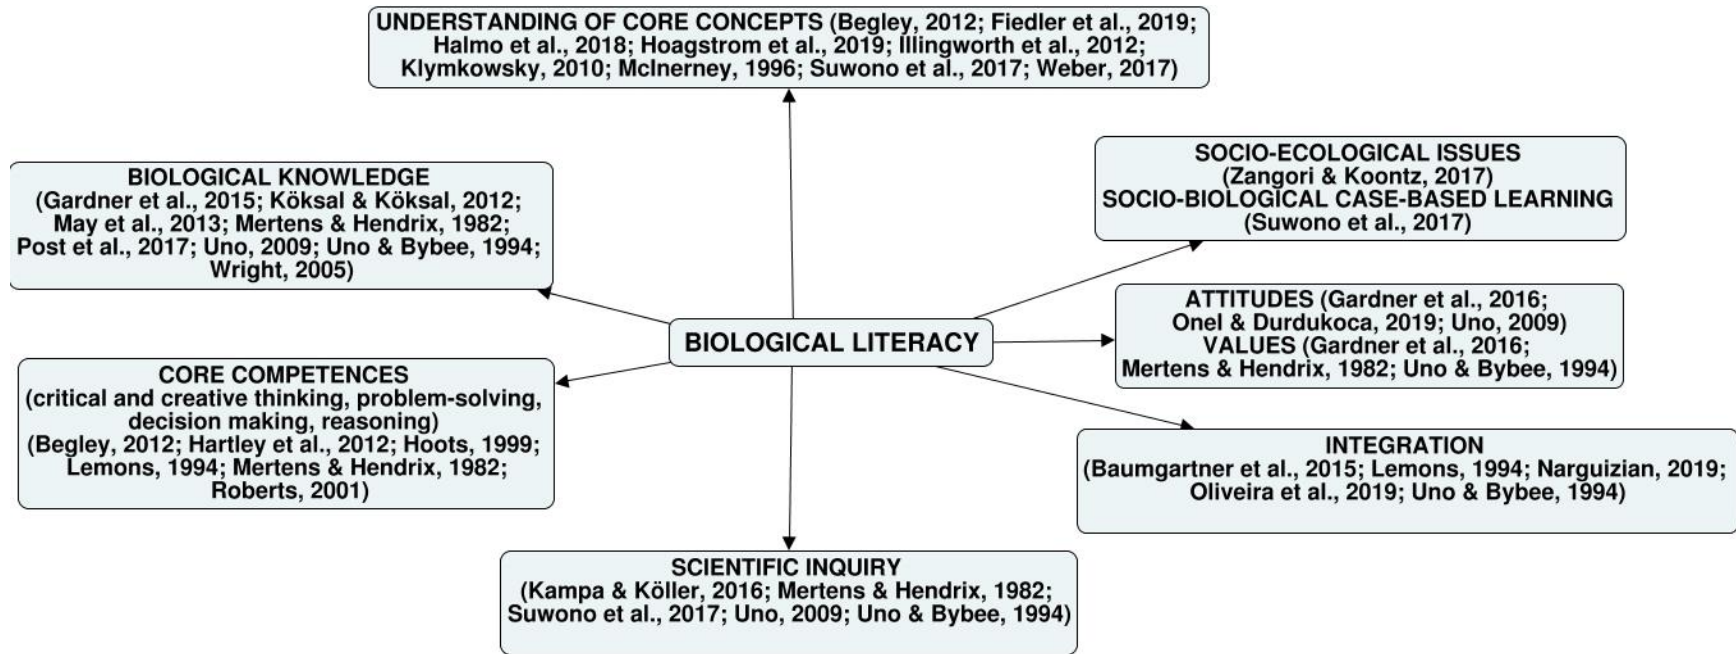 UNDERSTANDING OF CORE CONCEPTS (Begley, 2012; Fiedler et al., 2019;
Halmo et al., 2018; Hoagstrom et al., 2019; Illingworth et al., 2012;
Klymkowsky, 2010; McInerney, 1996; Suwono et al., 2017; Weber, 2017)
BIOLOGICAL KNOWLEDGE
(Gardner et al., 2015; Köksal & Köksal, 2012;
May et al., 2013; Mertens & Hendrix, 1982;
Post et al., 2017; Uno, 2009; Uno & Bybee, 1994;
Wright, 2005)
SOCIO-ECOLOGICAL ISSUES
(Zangori & Koontz, 2017)
SOCIO-BIOLOGICAL CASE-BASED LEARNING
(Suwono et al., 2017)
BIOLOGICAL LITERACY
ATTITUDES (Gardner et al., 2016;
Onel & Durdukoca, 2019; Uno, 2009)
VALUES (Gardner et al., 2016;
Mertens & Hendrix, 1982; Uno & Bybee, 1994)
CORE COMPETENCES
(critical and creative thinking, problem-solving,
decision making, reasoning)
(Begley, 2012; Hartley et al., 2012; Hoots, 1999;
Lemons, 1994; Mertens & Hendrix, 1982;
Roberts, 2001)
INTEGRATION
(Baumgartner et al., 2015; Lemons, 1994; Narguizian, 2019;
Oliveira et al., 2019; Uno & Bybee, 1994)
SCIENTIFIC INQUIRY
(Kampa & Köller, 2016; Mertens & Hendrix, 1982;
Suwono et al., 2017; Uno, 2009; Uno & Bybee, 1994)